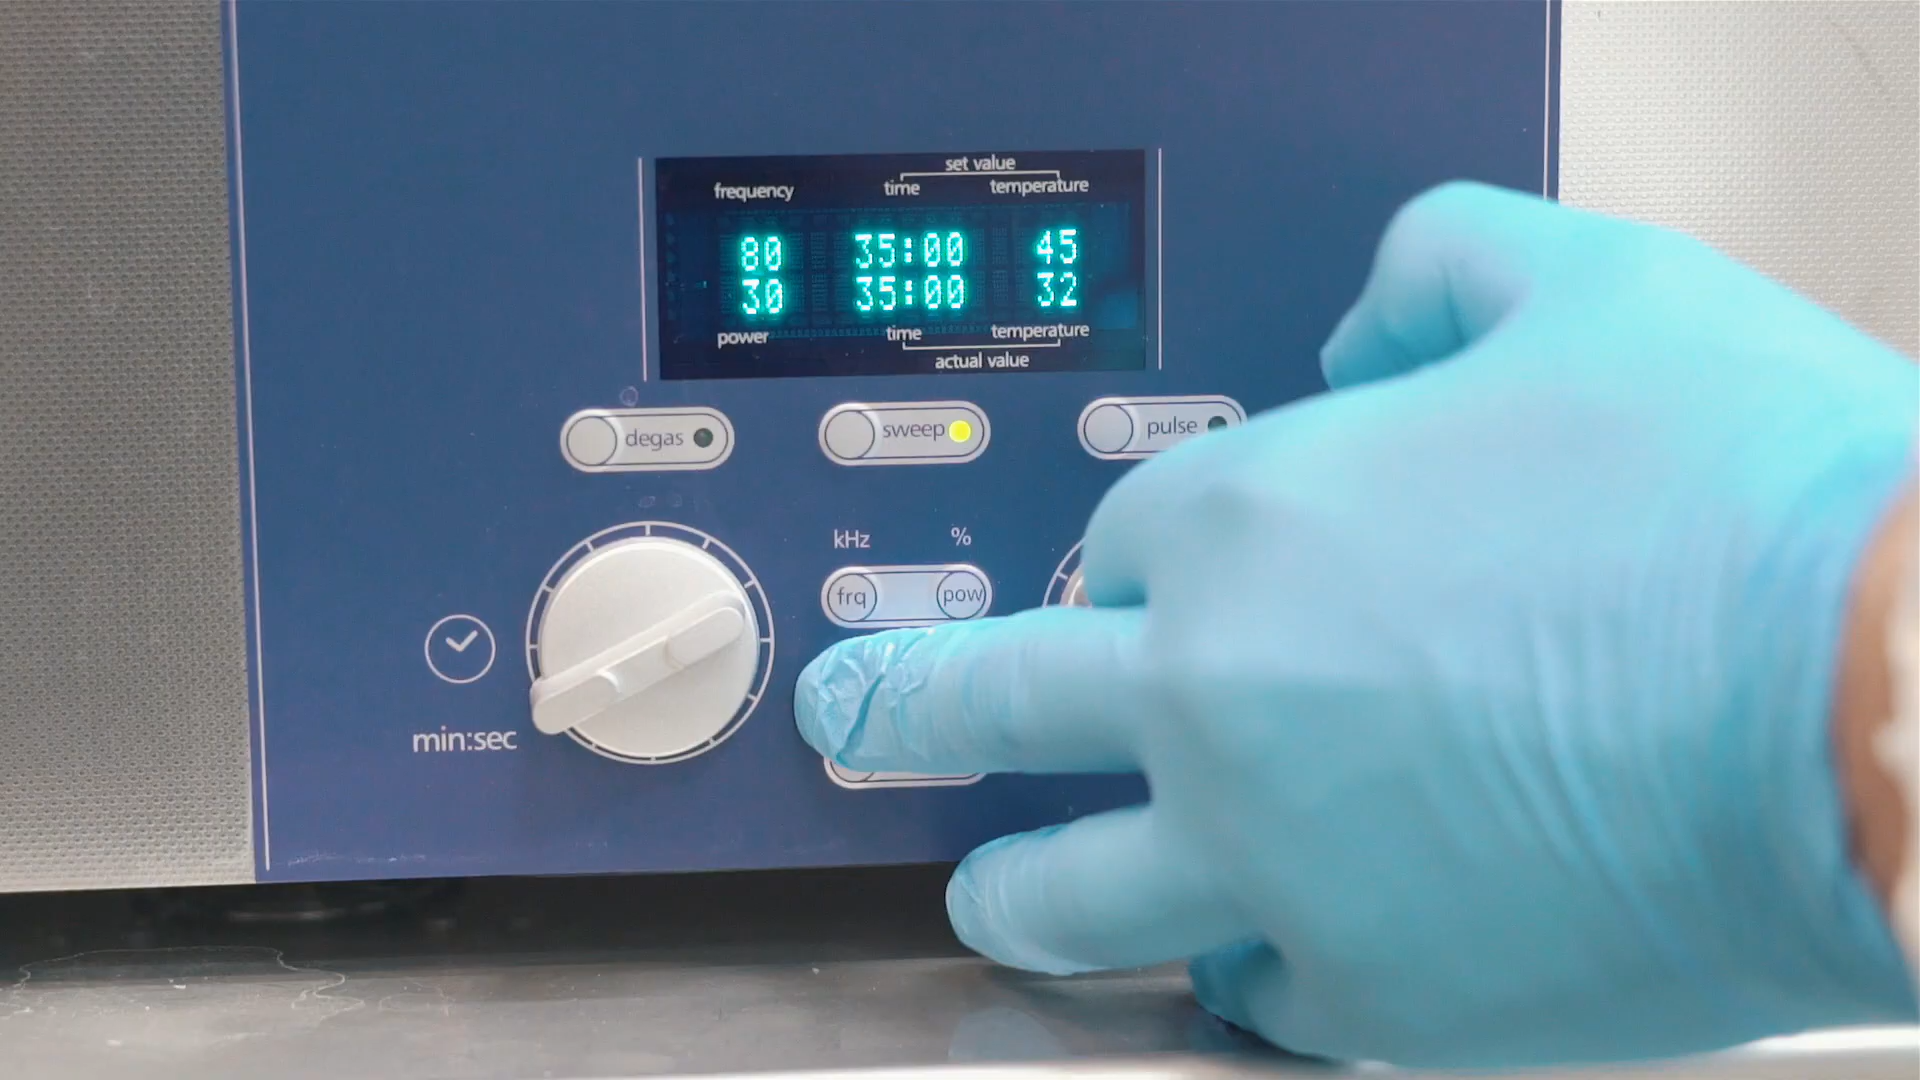 set value
frequency time temperature
80 35:00 45
30 35:00 32
power time temperature
actual value
degas sweep pulse
kHz %
frq pow
min:sec